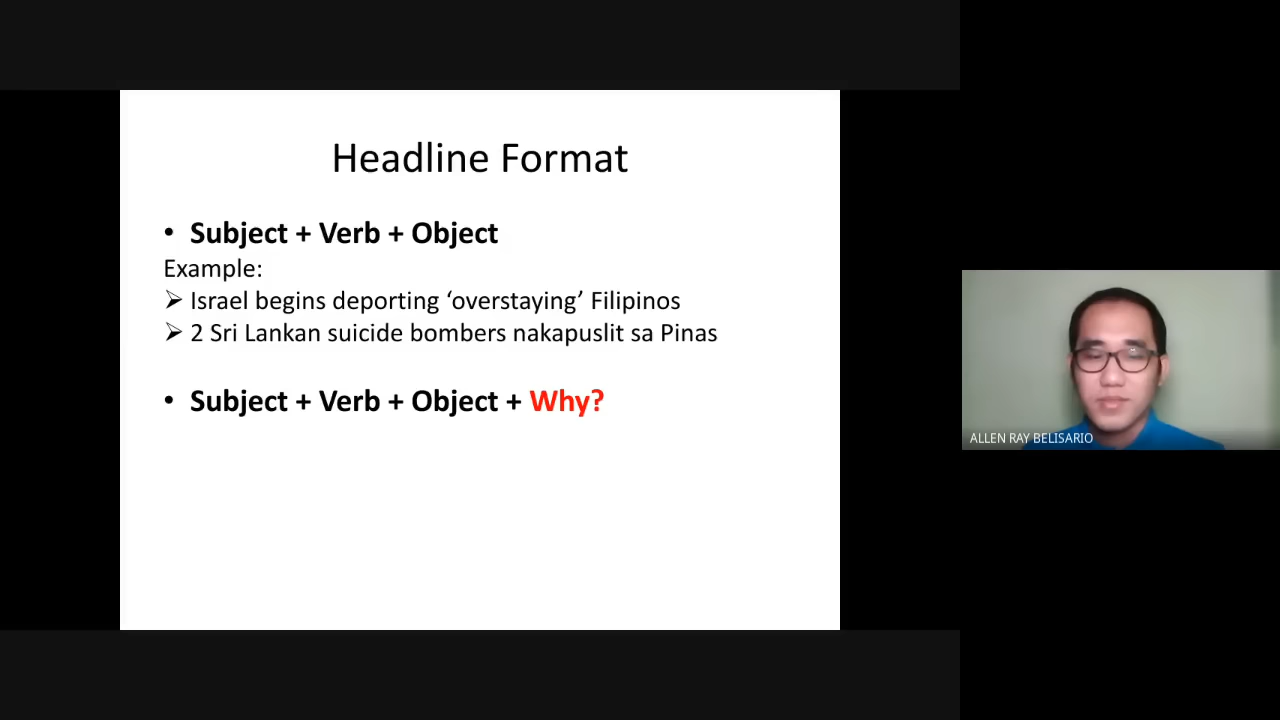 Headline Format
• Subject + Verb + Object
Example:
➢ Israel begins deporting ‘overstaying’ Filipinos
➢ 2 Sri Lankan suicide bombers nakapuslit sa Pinas
• Subject + Verb + Object + Why?
ALLEN RAY BELISARIO